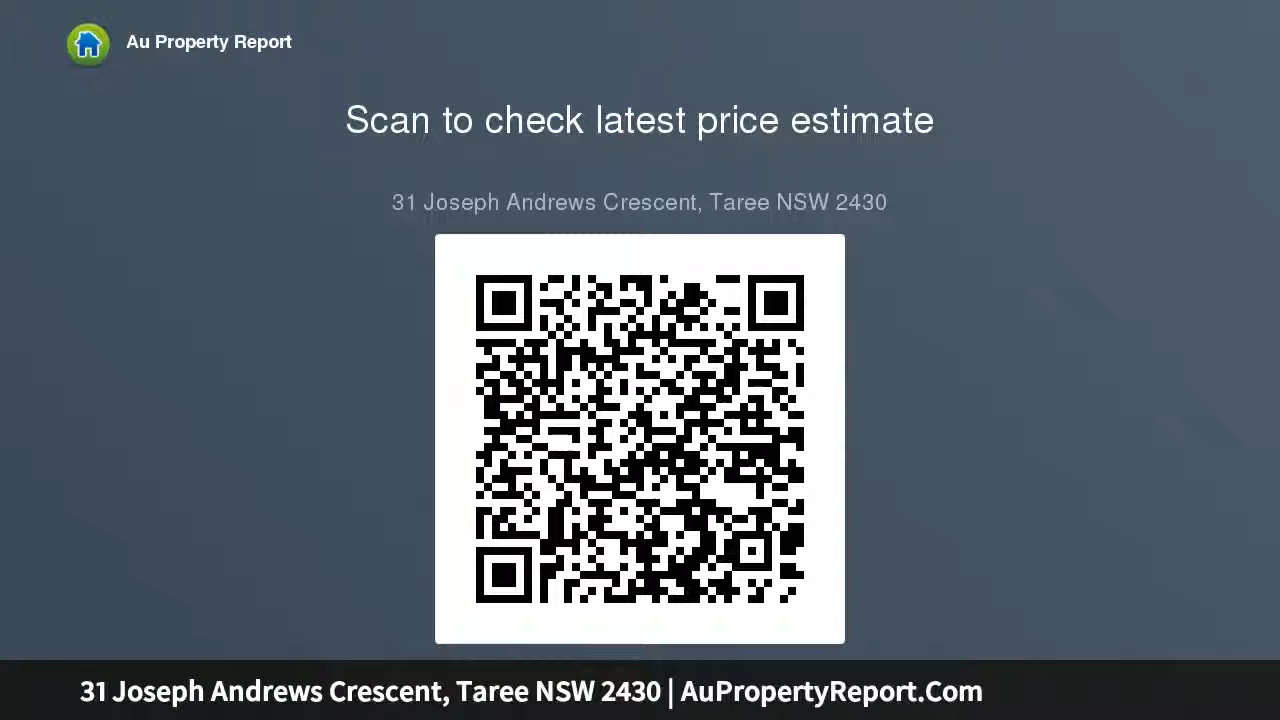 Au Property Report
Scan to check latest price estimate
31 Joseph Andrews Crescent, Taree NSW 2430
31 Joseph Andrews Crescent, Taree NSW 2430 | AuPropertyReport.Com